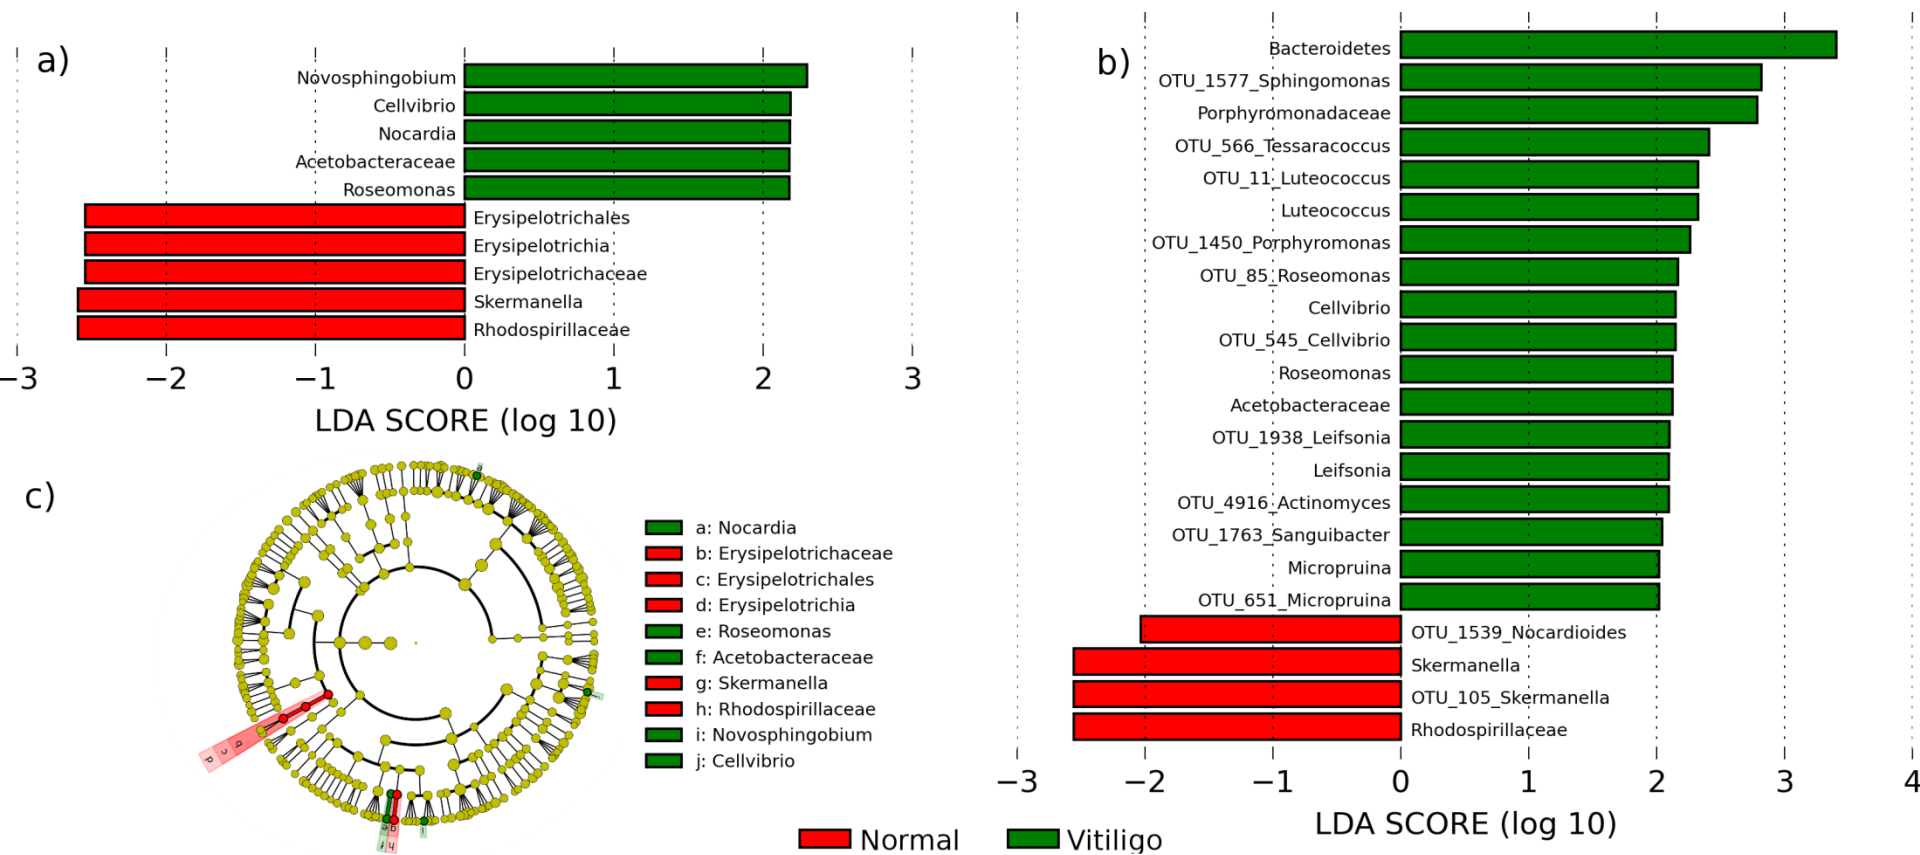 a)
Novosphingobium
Cellvibrio
Nocardia
Acetobacteraceae
Roseomonas
Erysipelotrichales
Erysipelotrichia
Erysipelotrichaceae
Skermanella
Rhodospirillaceae
−3 −2 −1 0 1 2 3
LDA SCORE (log 10)
b)
Bacteroidetes
OTU_1577_Sphingomonas
Porphyromonadaceae
OTU_566_Tessaracoccus
OTU_11_Luteococcus
Luteococcus
OTU_1450_Porphyromonas
OTU_85_Roseomonas
Cellvibrio
OTU_545_Cellvibrio
Roseomonas
Acetobacteraceae
OTU_1938_Leifsonia
Leifsonia
OTU_4916_Actinomyces
OTU_1763_Sanguibacter
Micropruina
OTU_651_Micropruina
OTU_1539_Nocardioides
Skermanella
OTU_105_Skermanella
Rhodospirillaceae
−3 −2 −1 0 1 2 3 4
LDA SCORE (log 10)
c)
a
b
c
d
e
f
g
h
i
a: Nocardia
b: Erysipelotrichaceae
c: Erysipelotrichales
d: Erysipelotrichia
e: Roseomonas
f: Acetobacteraceae
g: Skermanella
h: Rhodospirillaceae
i: Novosphingobium
j: Cellvibrio
Normal Vitiligo